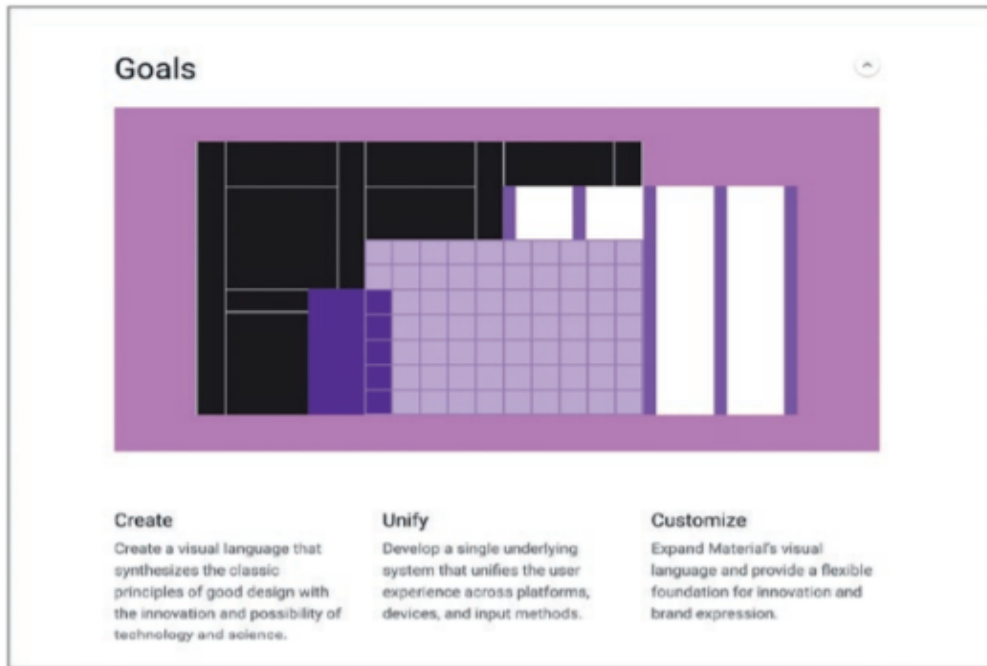 Goals
Create
Create a visual language that
synthesizes the classic
principles of good design with
the innovation and possibility of
technology and science.
Unify
Develop a single underlying
system that unifies the user
experience across platforms,
devices, and input methods.
Customize
Expand Material's visual
language and provide a flexible
foundation for innovation and
brand expression.